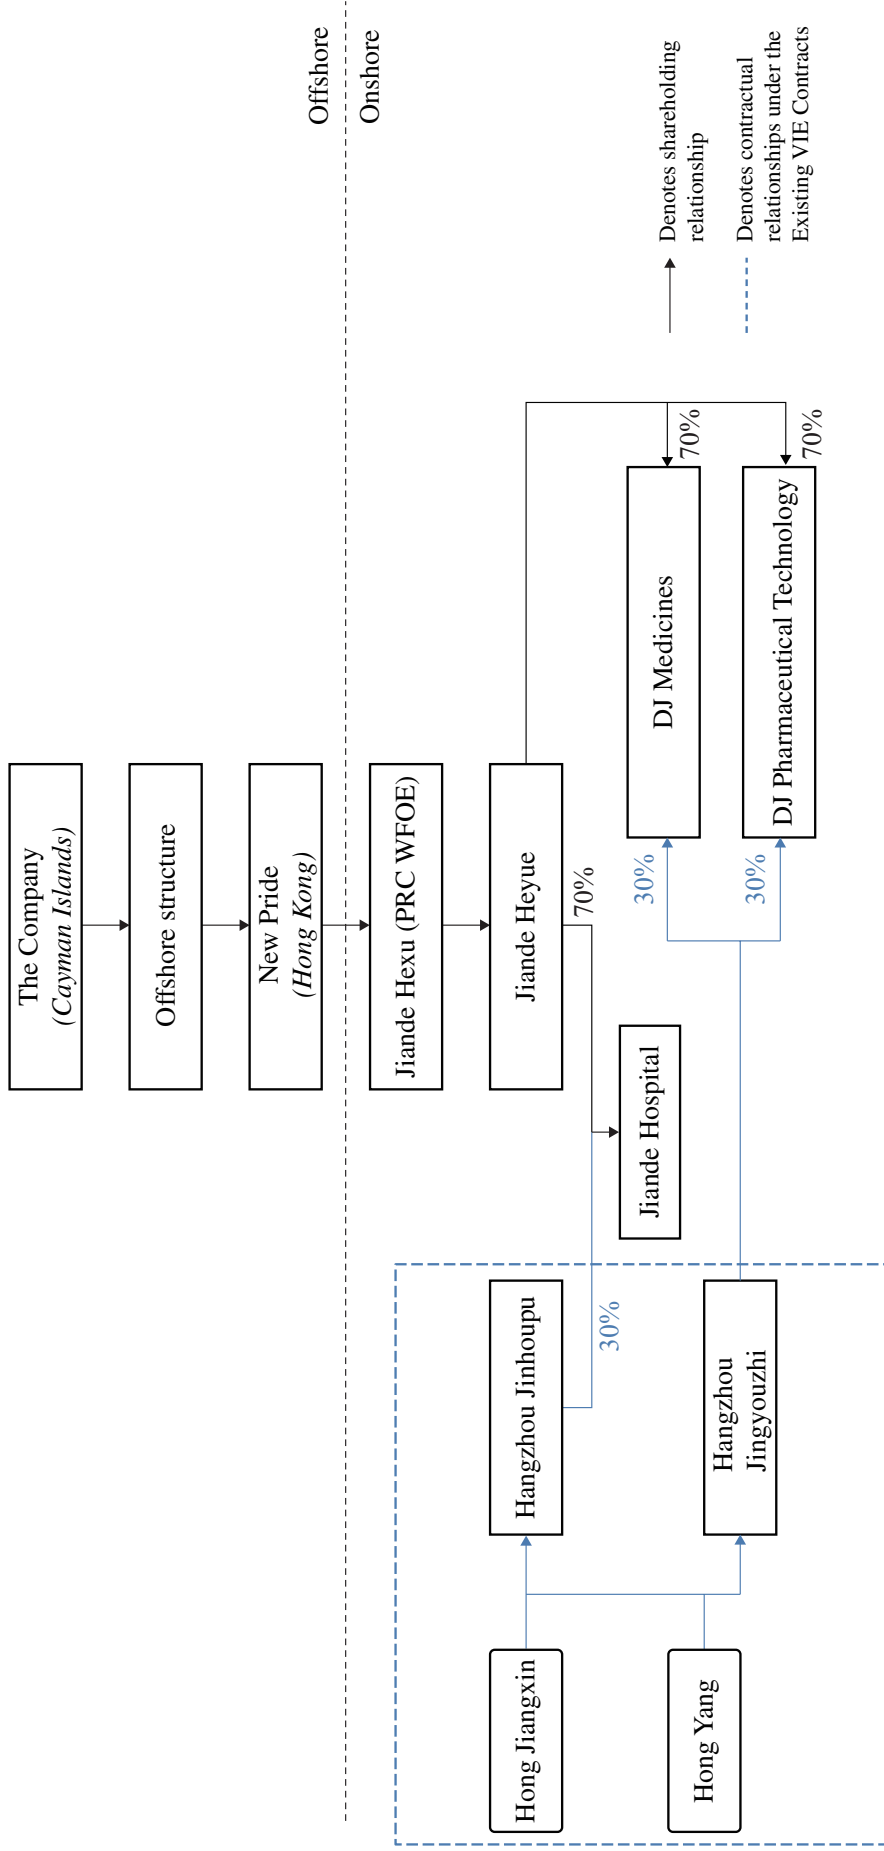 The Company
(Cayman Islands)
Offshore structure
New Pride
(Hong Kong)
Offshore
Onshore
Jiande Hexu (PRC WFOE)
Jiande Heyue
70%
Hong Jiangxin
Hangzhou Jinhoupu
30%
Jiande Hospital
Hong Yang
Hangzhou
Jingyouzhi
30%
DJ Medicines
70%
30%
DJ Pharmaceutical Technology
70%
Denotes shareholding
relationship
Denotes contractual
relationships under the
Existing VIE Contracts